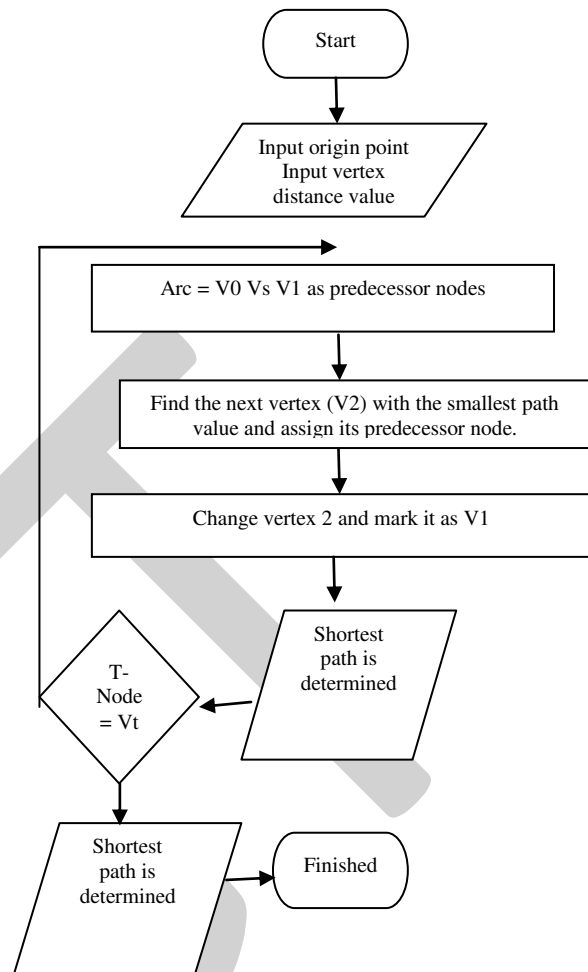 Start
Input origin point
Input vertex
distance value
Arc = V0 Vs V1 as predecessor nodes
Find the next vertex (V2) with the smallest path
value and assign its predecessor node.
Change vertex 2 and mark it as V1
Shortest
path is
determined
T-
Node
= Vt
Shortest
path is
determined
Finished